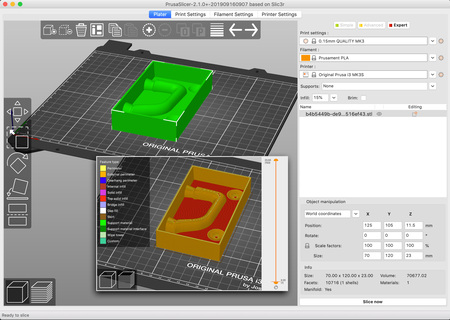 PrusaSlicer-2.1.0+-201909160907 based on Slic3r
Plater Print Settings Filament Settings Printer Settings
Simple Advanced Expert
Print settings :
0.15mm QUALITY MK3
Filament :
Prusament PLA
Printer :
Original Prusa i3 MK3S
Supports: None
Infill: 15% Brim:
Name Editing
b4b5449b-de9...516ef43.stl
ORIGINAL PRUSA
Feature type
Perimeter
External perimeter
Overhang perimeter
Internal infill
Solid infill
Top solid infill
Bridge infill
Gap fill
Skirt
Support material
Support material interface
Wipe tower
Custom
ORIGINAL PRUSA i3
Object manipulation
World coordinates X Y Z
Position: 125 105 11.5 mm
Rotate: 0 0 0 °
Scale factors: 100 100 100 %
Size: 70 120 23 mm
Info
Size: 70.00 x 120.00 x 23.00 Volume: 70677.02
Facets: 10716 (1 shells) Materials: 1
Manifold: Yes
Slice now
Ready to slice